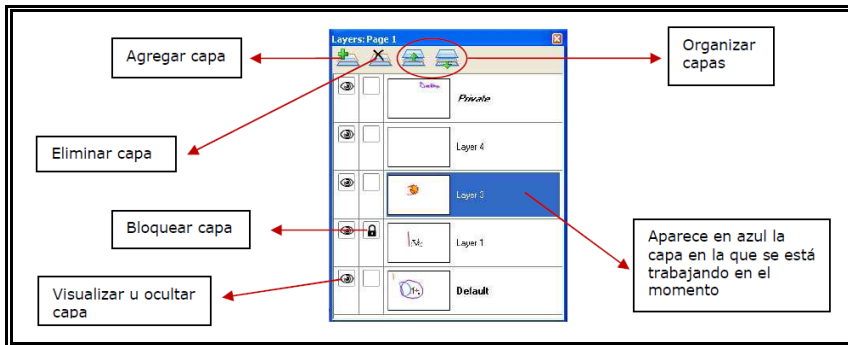 Layers: Page 1
Agregar capa
Organizar
capas
Private
Eliminar capa
Layer 4
Layer 3
Bloquear capa
Layer 1
Aparece en azul la
capa en la que se está
trabajando en el
momento
Visualizar u ocultar
capa
Default